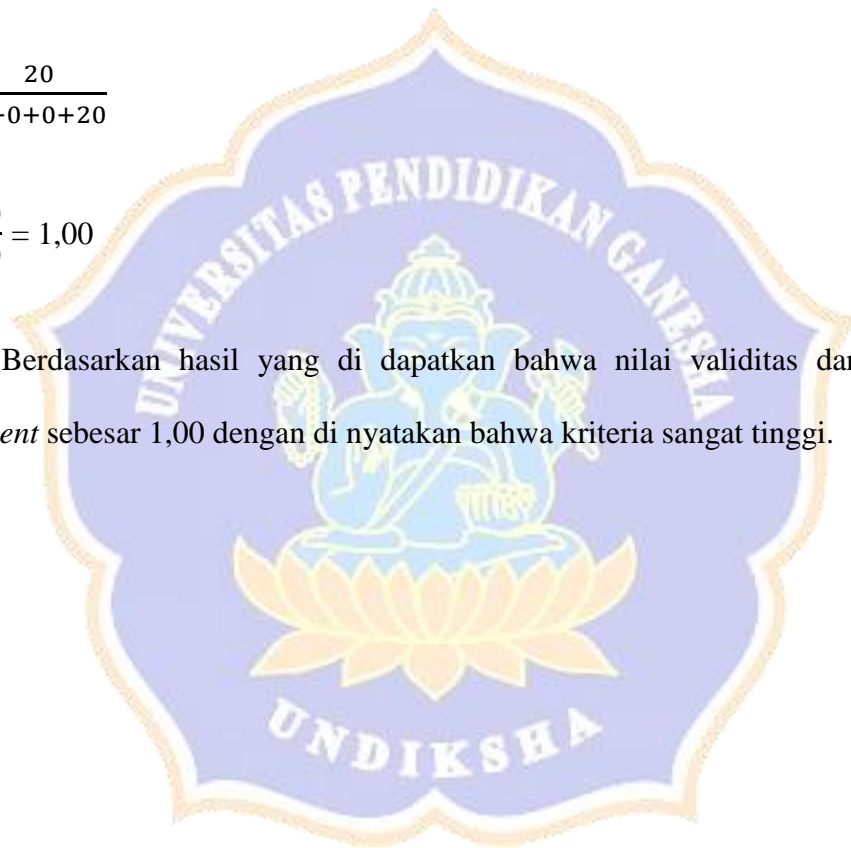 20
0+0+20
= 1,00
Berdasarkan hasil yang di dapatkan bahwa nilai validitas
ent sebesar 1,00 dengan di nyatakan bahwa kriteria sangat tinggi.
UNIVERSITAS PENDIDIKAN GANESHA
UNDIKSHA